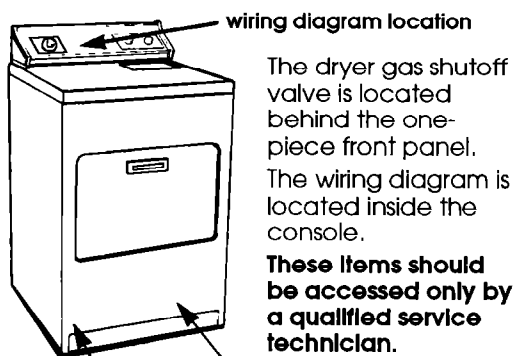 wiring diagram location
The dryer gas shutoff
valve is located
behind the one-
piece front panel.
The wiring diagram is
located inside the
console.
These items should
be accessed only by
a qualified service
technician.